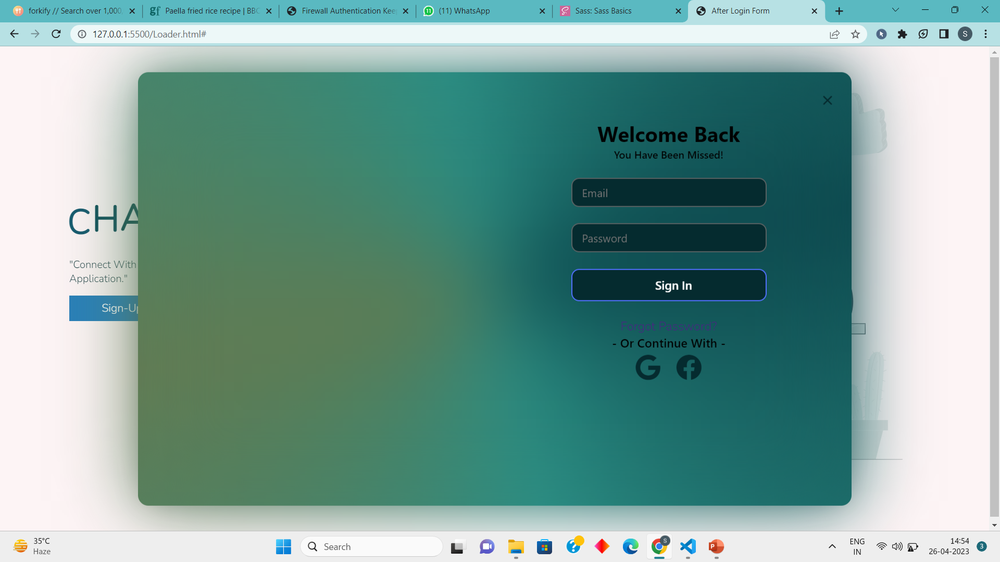 forkify // Search over 1,000,
Paella fried rice recipe | BBC
Firewall Authentication Kee
(11) WhatsApp
Sass: Sass Basics
After Login Form
127.0.0.1:5500/Loader.html#
S
Welcome Back
You Have Been Missed!
Email
Password
Sign In
Forgot Password?
- Or Continue With -
CHA
"Connect With
Application."
Sign-Up
35°C
Haze
Search
S
ENG
IN
14:54
26-04-2023
3